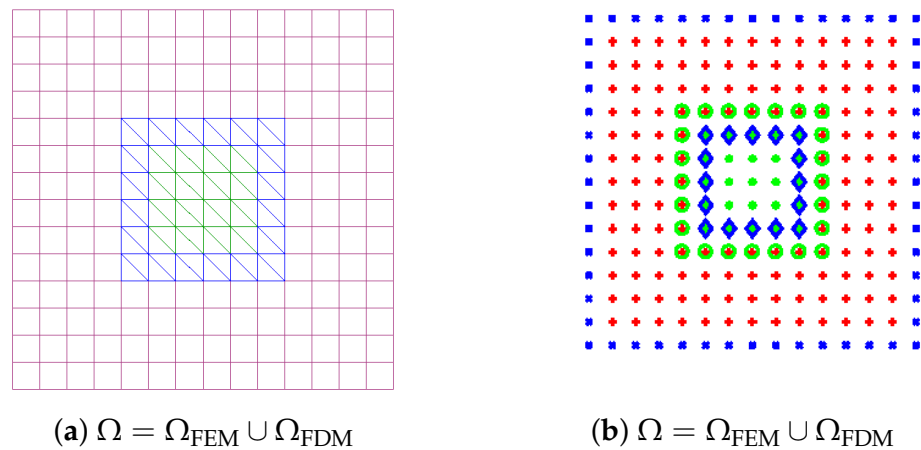 (a) Ω = Ω_FEM ∪ Ω_FDM
(b) Ω = Ω_FEM ∪ Ω_FDM